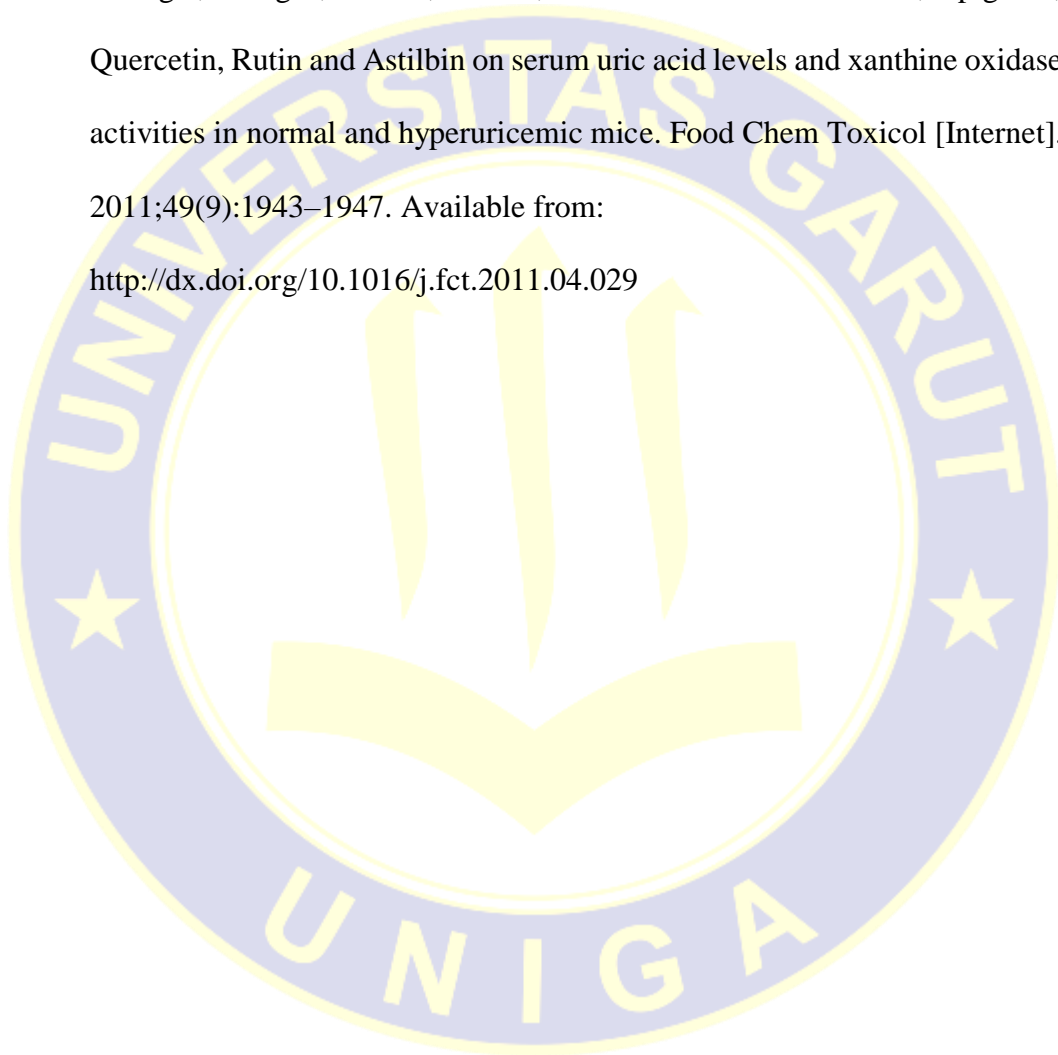 Quercetin, Rutin and Astilbin on serum uric acid levels and xanthine oxidase
activities in normal and hyperuricemic mice. Food Chem Toxicol [Internet].
2011;49(9):1943–1947. Available from:
http://dx.doi.org/10.1016/j.fct.2011.04.029
UNIVERSITAS GARUT
UNIGA